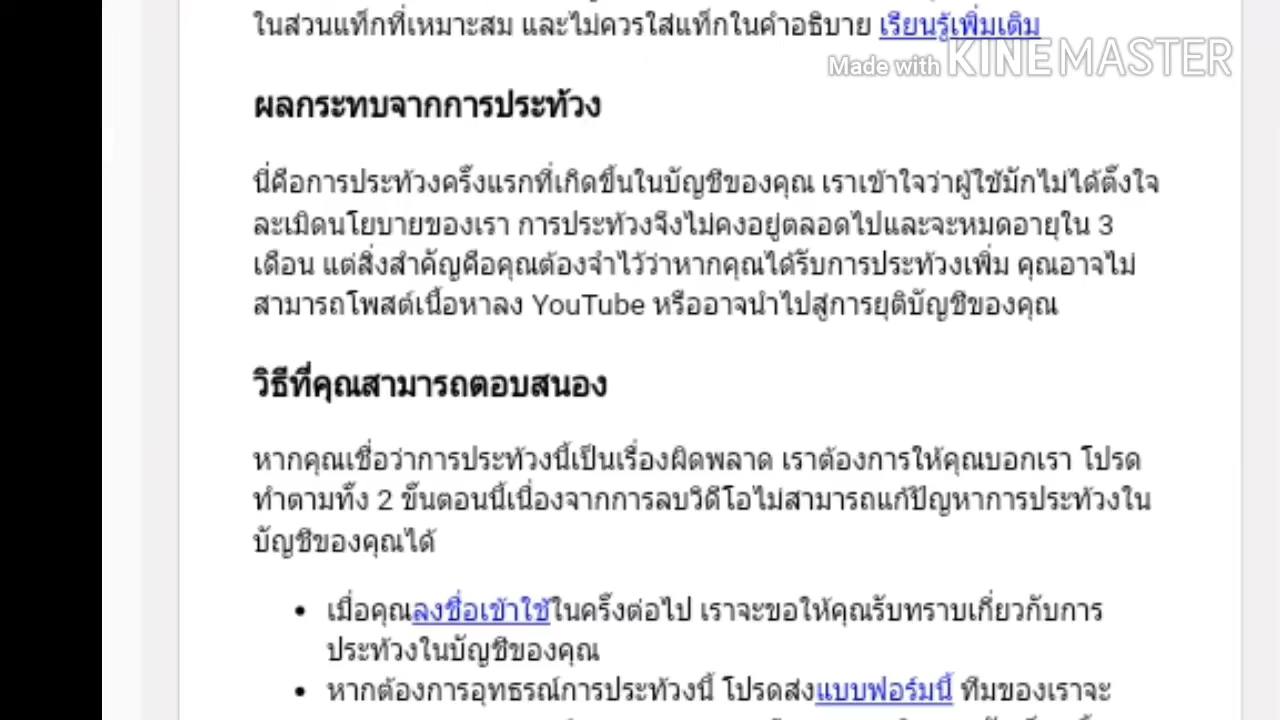 ในส่วนแท็กที่เหมาะสม และไม่ควรใส่แท็กในคำอธิบาย เรียนรู้เพิ่มเติม
Made with KINEMASTER
ผลกระทบจากการประท้วง
นี่คือการประท้วงครั้งแรกที่เกิดขึ้นในบัญชีของคุณ เราเข้าใจว่าผู้ใช้มักไม่ได้ตั้งใจ
ละเมิดนโยบายของเรา การประท้วงจึงไม่คงอยู่ตลอดไปและจะหมดอายุใน 3
เดือน แต่สิ่งสำคัญคือคุณต้องจำไว้ว่าหากคุณได้รับการประท้วงเพิ่ม คุณอาจไม่
สามารถโพสต์เนื้อหาลง YouTube หรืออาจนำไปสู่การยุติบัญชีของคุณ
วิธีที่คุณสามารถตอบสนอง
หากคุณเชื่อว่าการประท้วงนี้เป็นเรื่องผิดพลาด เราต้องการให้คุณบอกเรา โปรด
ทำตามทั้ง 2 ขั้นตอนนี้เนื่องจากการลบวิดีโอไม่สามารถแก้ปัญหาการประท้วงใน
บัญชีของคุณได้
• เมื่อคุณลงชื่อเข้าใช้ในครั้งต่อไป เราจะขอให้คุณรับทราบเกี่ยวกับการ
ประท้วงในบัญชีของคุณ
• หากต้องการอุทธรณ์การประท้วงนี้ โปรดส่งแบบฟอร์มนี้ ทีมของเราจะ